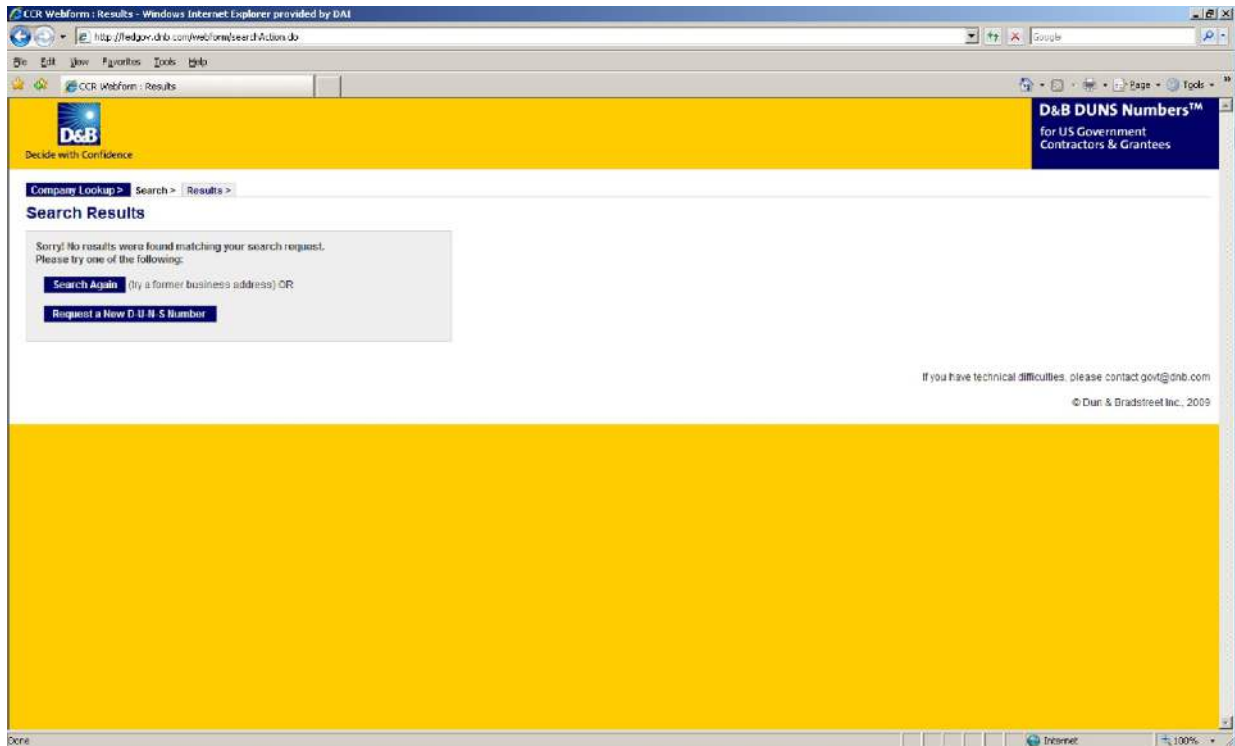 CCR Webform : Results - Windows Internet Explorer provided by DAI
http://fedgov.dnb.com/webform/searchAction.do
Google
File Edit View Favorites Tools Help
CCR Webform : Results
Page Tools
D&B
Decide with Confidence
D&B DUNS Numbers™
for US Government
Contractors & Grantees
Company Lookup > Search > Results >
Search Results
Sorry! No results were found matching your search request.
Please try one of the following:
Search Again (try a former business address) OR
Request a New D-U-N-S Number
If you have technical difficulties, please contact govt@dnb.com
© Dun & Bradstreet Inc., 2009
Done
Internet
100%